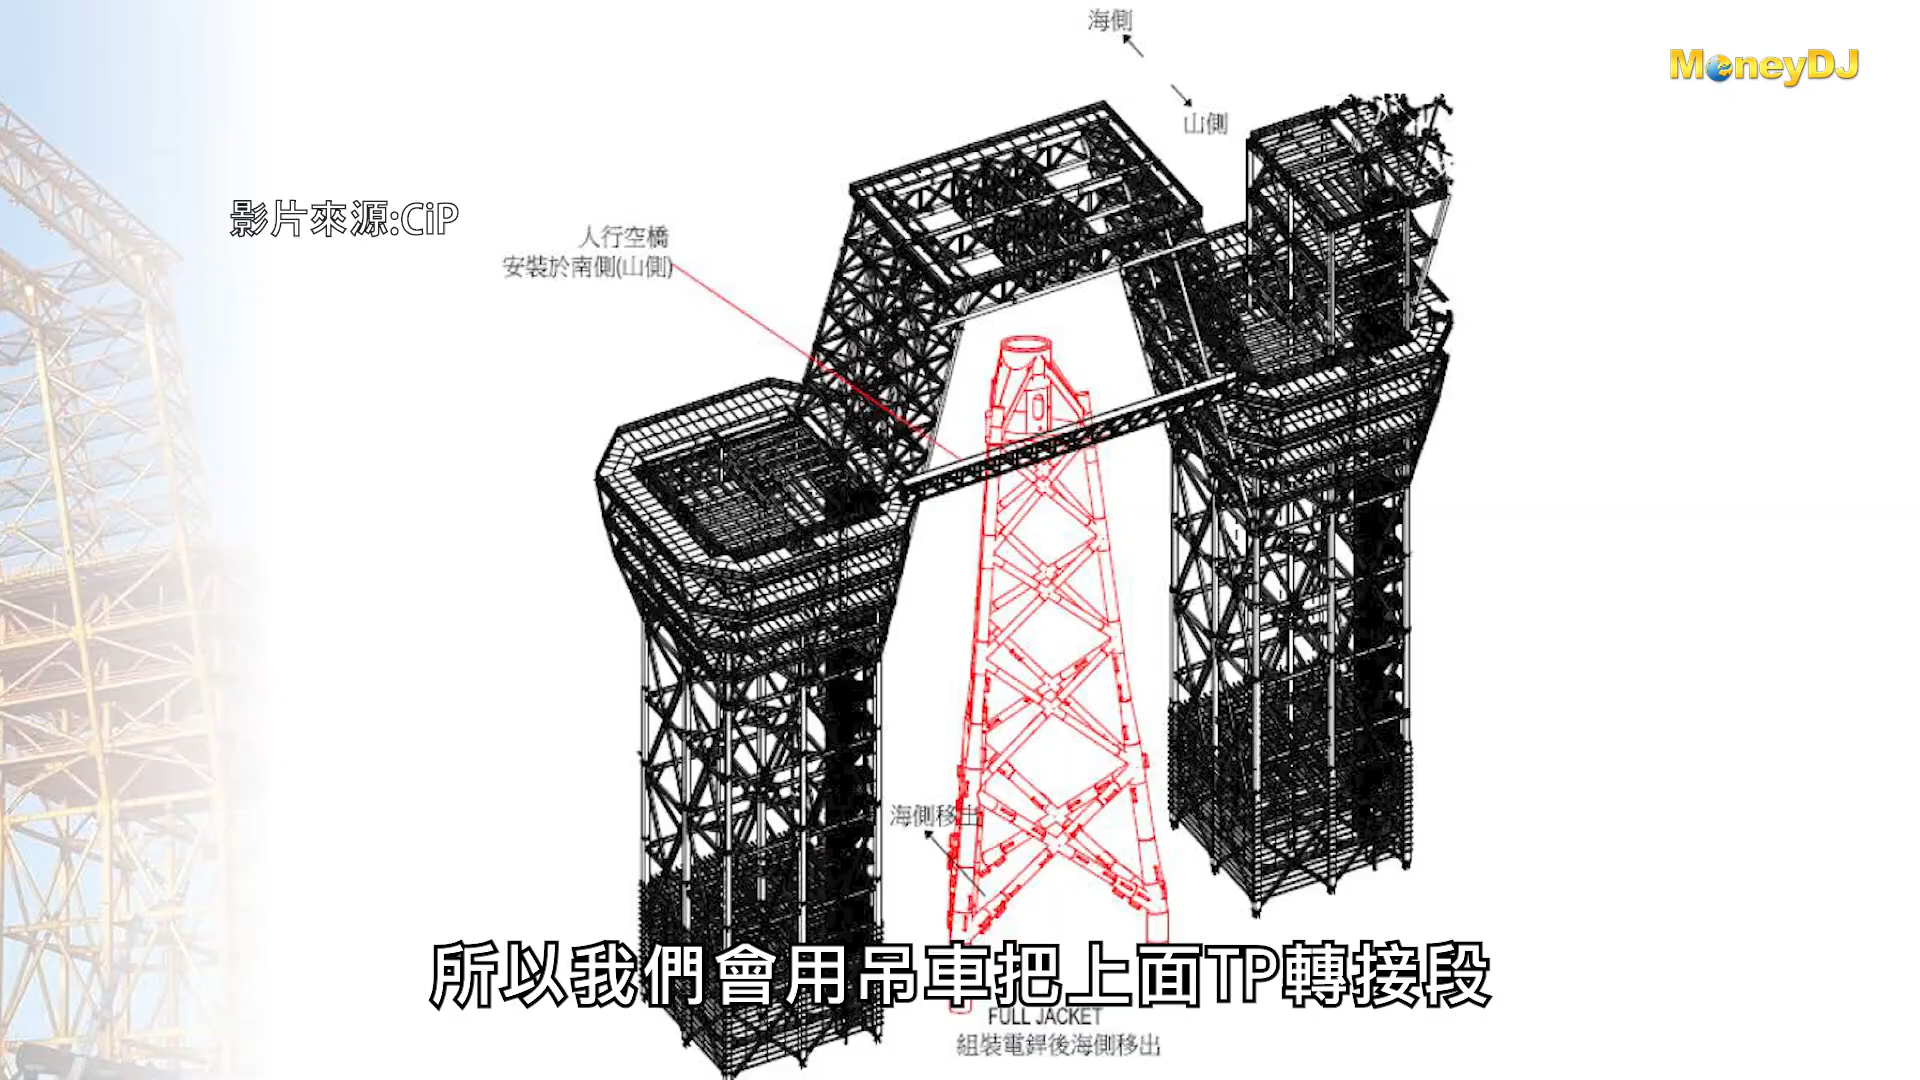 海側
MoneyDJ
山側
影片來源:CiP
人行空橋
安裝於南側(山側)
海側移出
所以我們會用吊車把上面TP轉接段
FULL JACKET
組裝電銲後海側移出